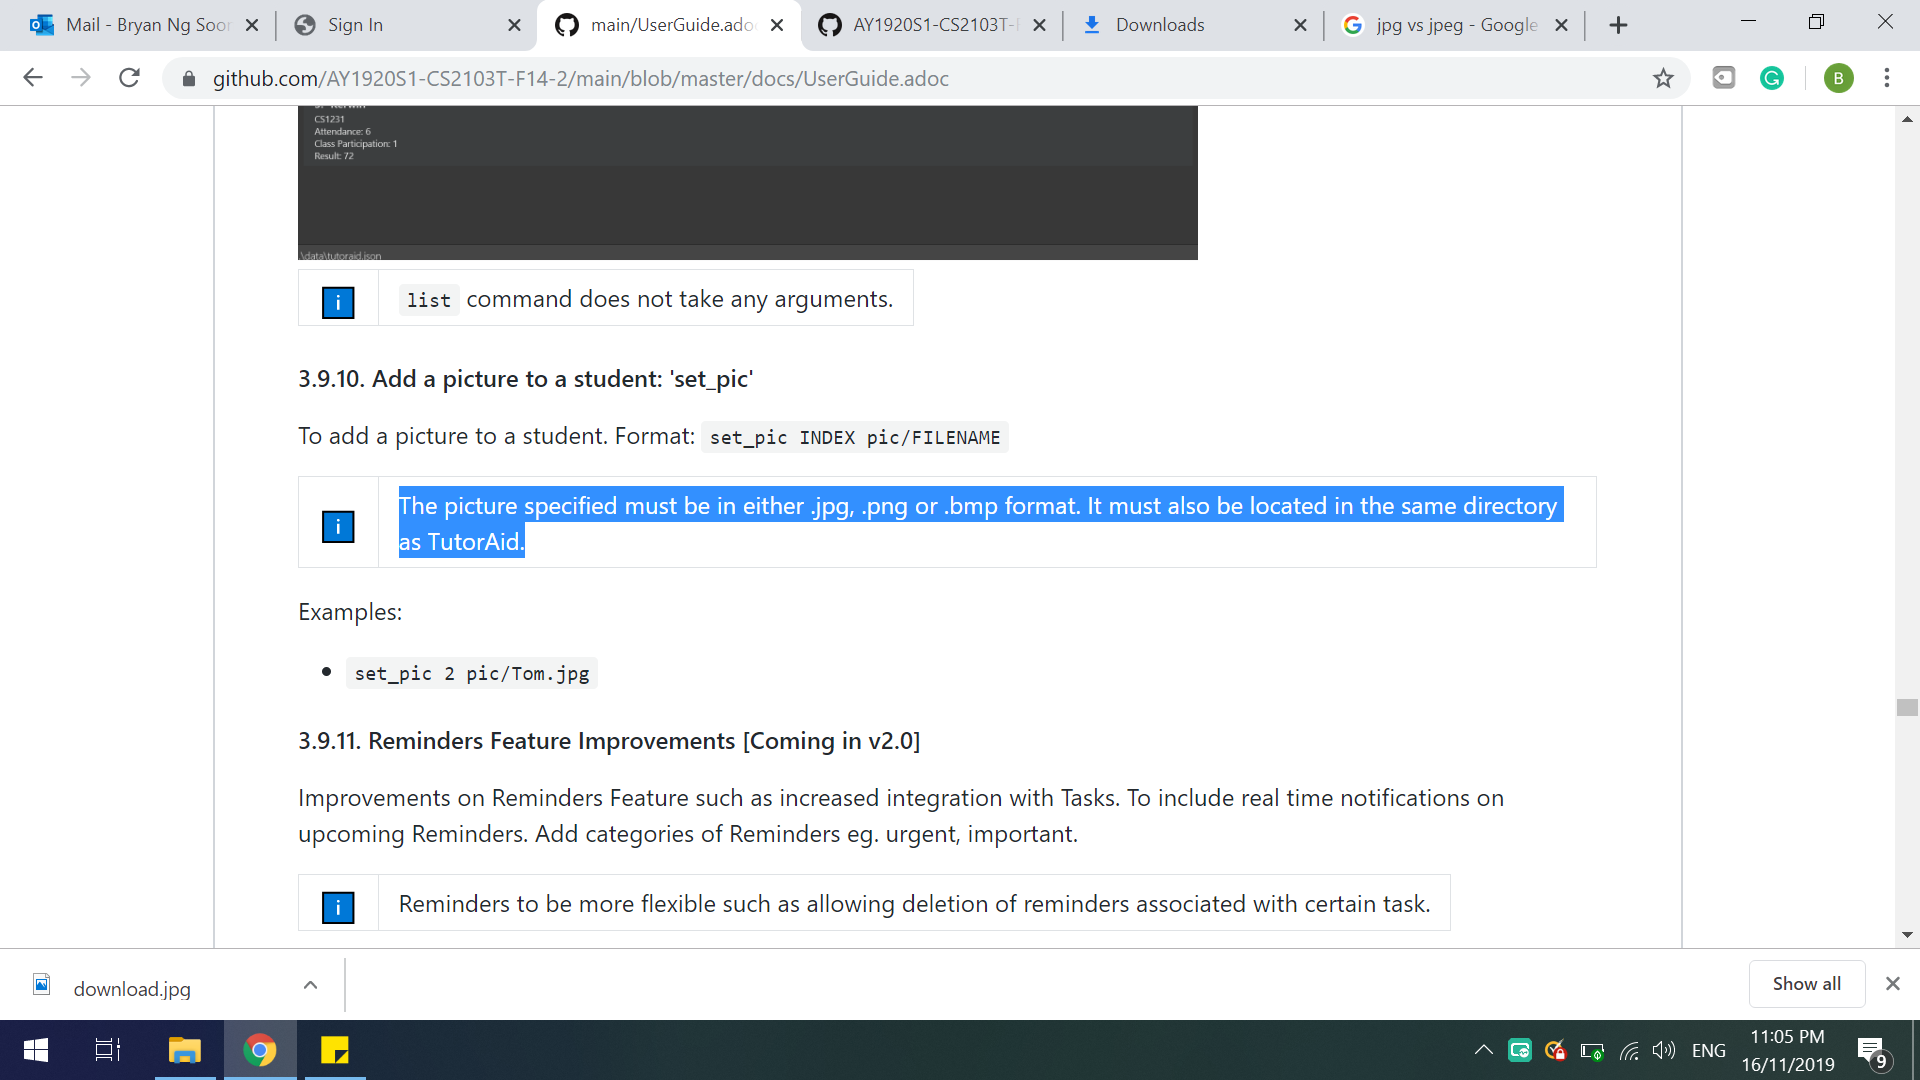 Mail - Bryan Ng Soor
Sign In
main/UserGuide.adoc
AY1920S1-CS2103T-
Downloads
jpg vs jpeg - Google
github.com/AY1920S1-CS2103T-F14-2/main/blob/master/docs/UserGuide.adoc
B
CS1231
Attendance: 6
Class Participation: 1
Result: 72
\data\tutoraid.json
i list command does not take any arguments.
3.9.10. Add a picture to a student: 'set_pic'
To add a picture to a student. Format: set_pic INDEX pic/FILENAME
i The picture specified must be in either .jpg, .png or .bmp format. It must also be located in the same directory
as TutorAid.
Examples:
• set_pic 2 pic/Tom.jpg
3.9.11. Reminders Feature Improvements [Coming in v2.0]
Improvements on Reminders Feature such as increased integration with Tasks. To include real time notifications on
upcoming Reminders. Add categories of Reminders eg. urgent, important.
i Reminders to be more flexible such as allowing deletion of reminders associated with certain task.
download.jpg
Show all
ENG
11:05 PM
16/11/2019
9